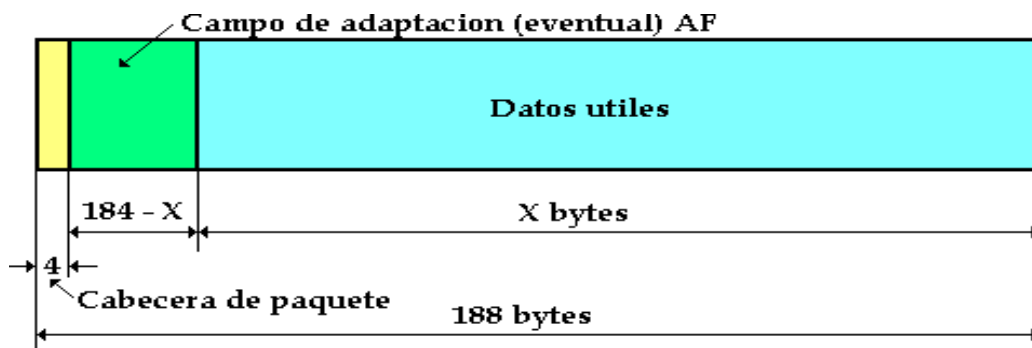 Campo de adaptacion (eventual) AF
Datos utiles
184 - X
X bytes
4
Cabecera de paquete
188 bytes